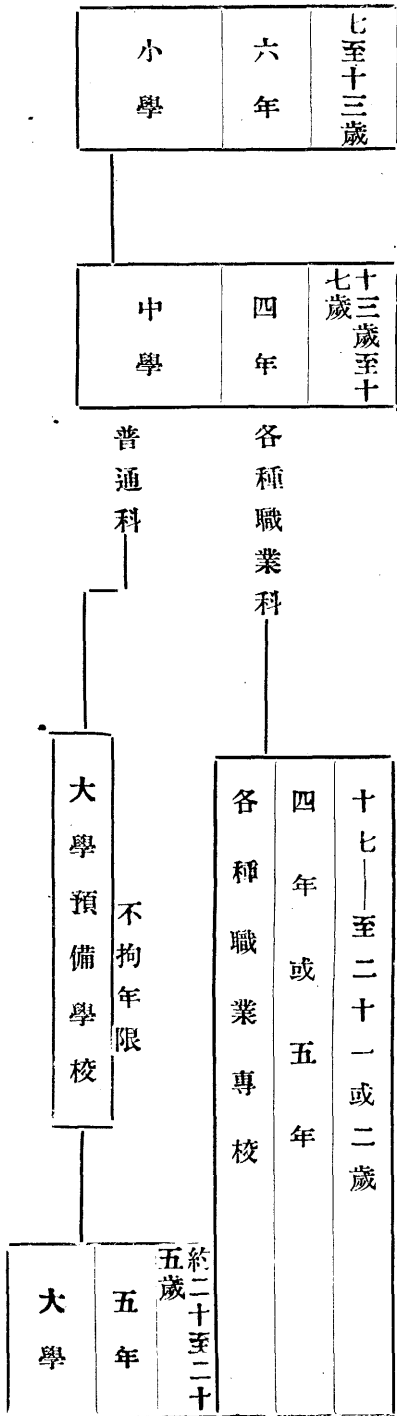 七至十三歲
六年
小學
十三歲至十
七歲
四年
中學
各種職業科
普通科
十七——至二十一或二歲
四年或五年
各種職業專校
不拘年限
大學預備學校
約二十至二十
五歲
五年
大學